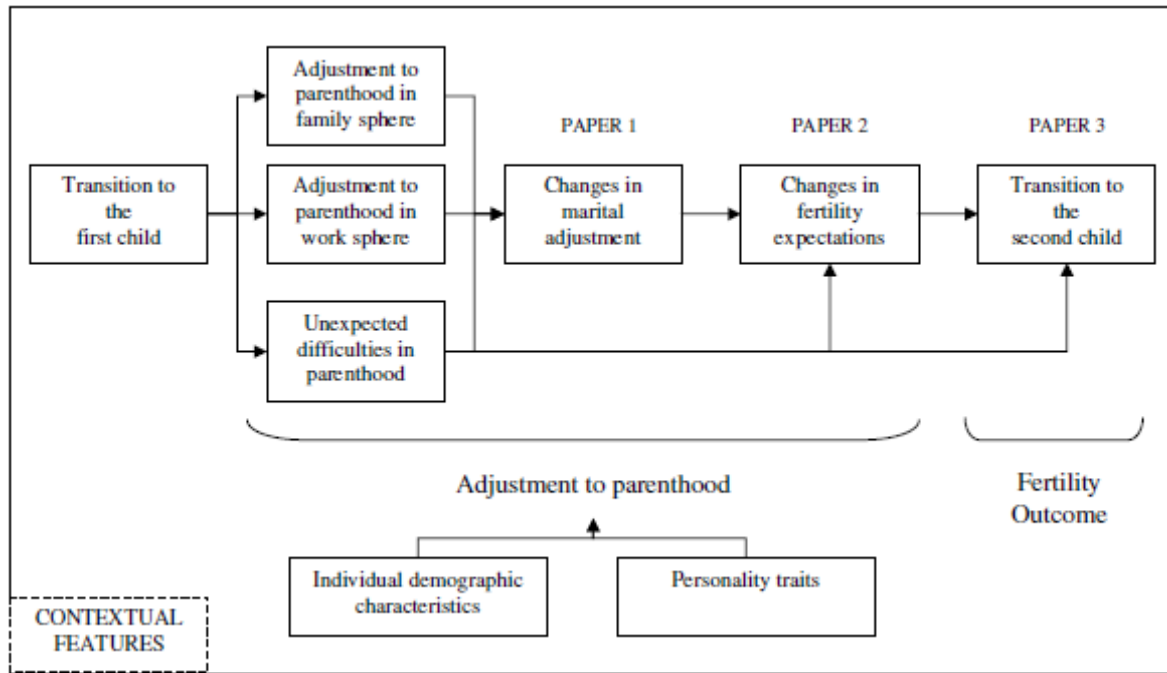 Adjustment to
parenthood in
family sphere
PAPER 1
PAPER 2
PAPER 3
Transition to
the
first child
Adjustment to
parenthood in
work sphere
Changes in
marital
adjustment
Changes in
fertility
expectations
Transition to
the
second child
Unexpected
difficulties in
parenthood
Adjustment to parenthood
Fertility
Outcome
Individual demographic
characteristics
Personality traits
CONTEXTUAL
FEATURES